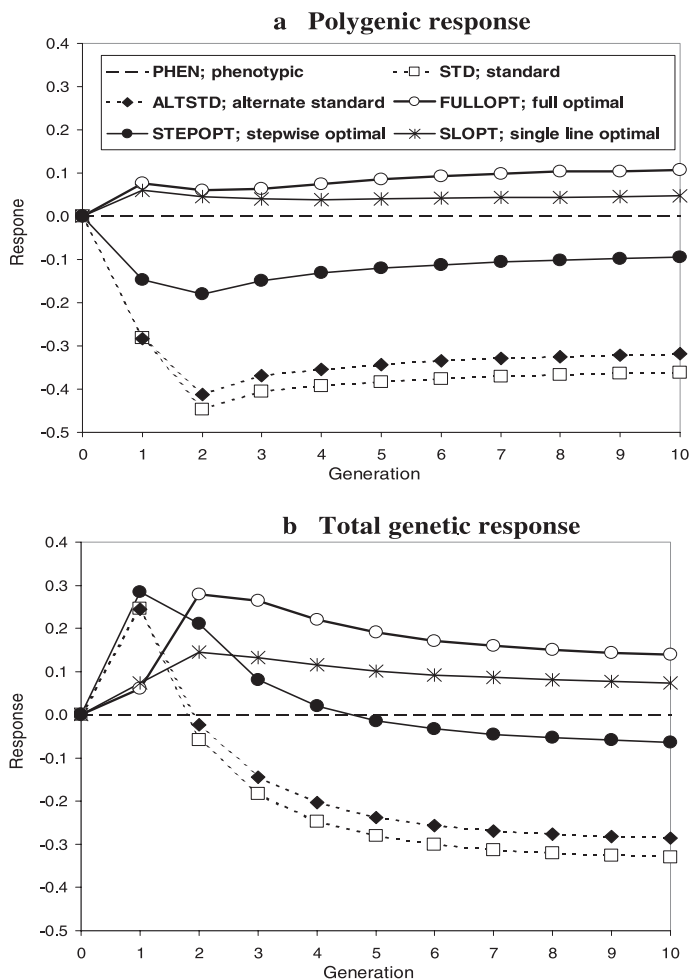 a Polygenic response
0.4
PHEN; phenotypic
STD; standard
0.3
ALTSTD; alternate standard
FULLOPT; full optimal
STEPOPT; stepwise optimal
SLOPT; single line optimal
0.2
0.1
0.0
-0.1
-0.2
-0.3
-0.4
-0.5
Respone
0 1 2 3 4 5 6 7 8 9 10
Generation
b Total genetic response
0.4
0.3
0.2
0.1
0.0
-0.1
-0.2
-0.3
-0.4
-0.5
Response
0 1 2 3 4 5 6 7 8 9 10
Generation